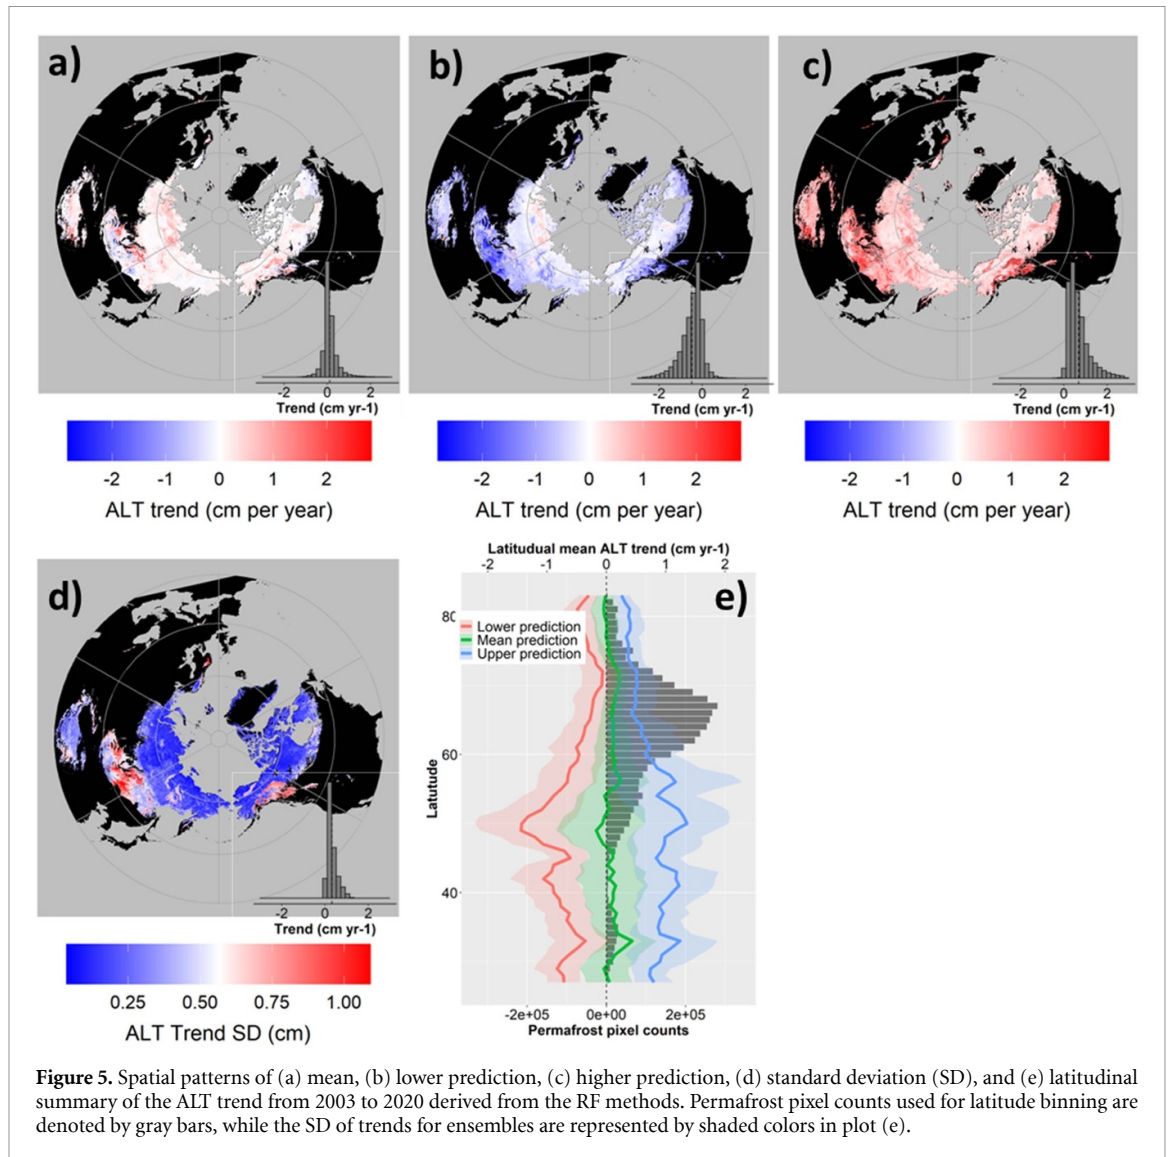 a)
b)
c)
-2 0 2
Trend (cm yr-1)
-2 0 2
Trend (cm yr-1)
-2 0 2
Trend (cm yr-1)
-2 -1 0 1 2
ALT trend (cm per year)
-2 -1 0 1 2
ALT trend (cm per year)
-2 -1 0 1 2
ALT trend (cm per year)
d)
-2 0 2
Trend (cm yr-1)
0.25 0.50 0.75 1.00
ALT Trend SD (cm)
Latitudual mean ALT trend (cm yr-1)
-2 -1 0 1 2
e)
80
Lower prediction
Mean prediction
Upper prediction
60
Latutude
40
-2e+05 0e+00 2e+05
Permafrost pixel counts
Figure 5. Spatial patterns of (a) mean, (b) lower prediction, (c) higher prediction, (d) standard deviation (SD), and (e) latitudinal
summary of the ALT trend from 2003 to 2020 derived from the RF methods. Permafrost pixel counts used for latitude binning are
denoted by gray bars, while the SD of trends for ensembles are represented by shaded colors in plot (e).